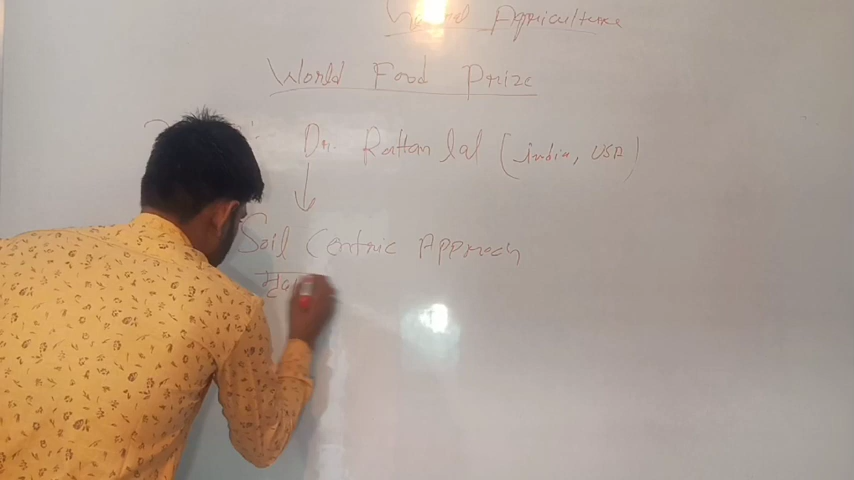 Agriculture
World Food Prize
Dr. Rattan Lal (india, USA)
Soil Centric Approach